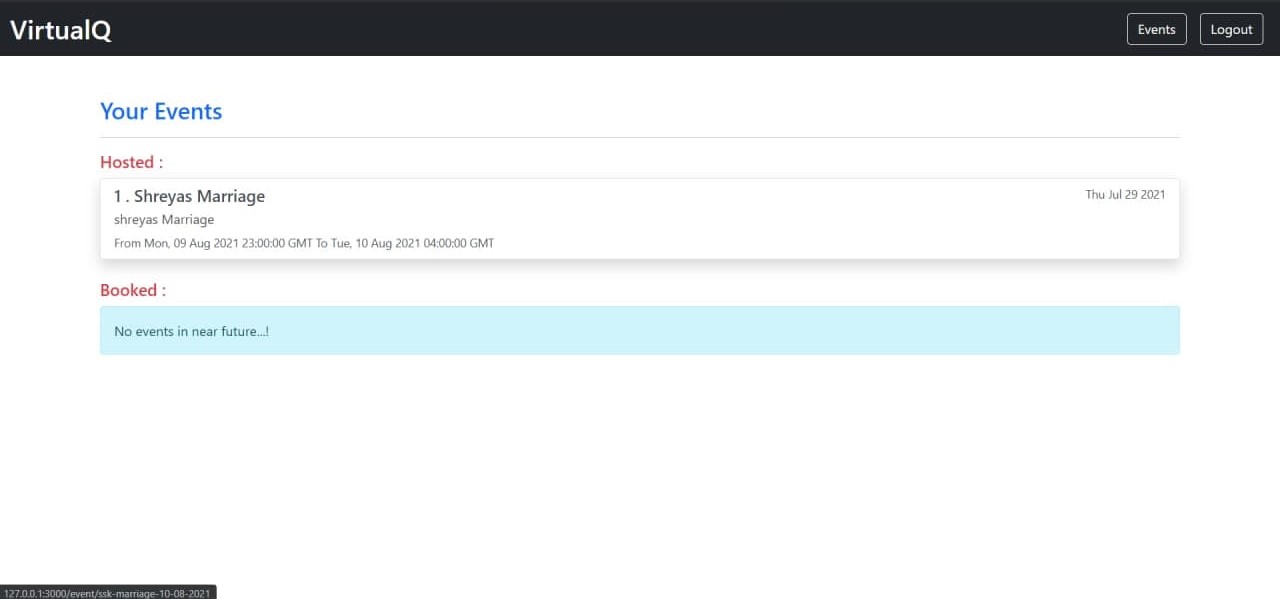 VirtualQ
Events
Logout
Your Events
Hosted :
1 . Shreyas Marriage
Thu Jul 29 2021
shreyas Marriage
From Mon, 09 Aug 2021 23:00:00 GMT To Tue, 10 Aug 2021 04:00:00 GMT
Booked :
No events in near future...!
127.0.0.1:3000/event/ssk-marriage-10-08-2021